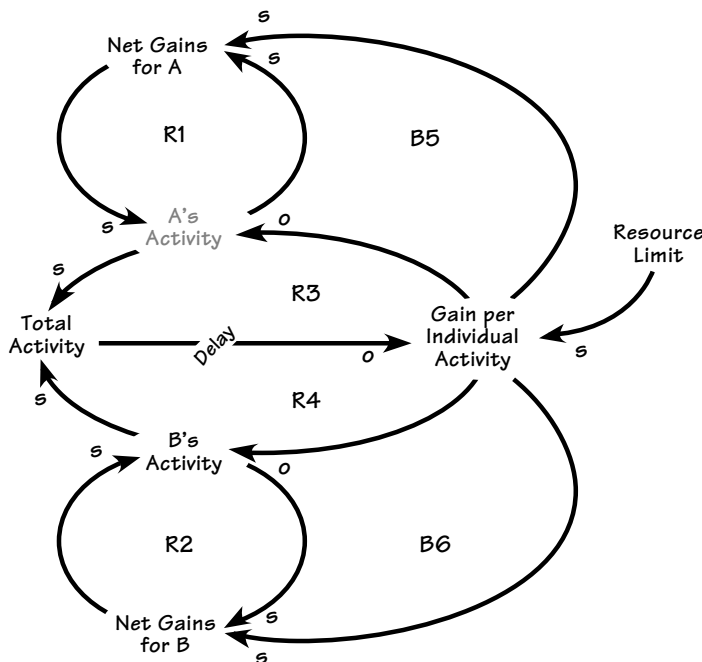 s
Net Gains
for A
s
R1
B5
s
A's
Activity
o
Resource
Limit
s
R3
Total
Activity
Delay
o
Gain per
Individual
Activity
s
s
R4
s
B's
Activity
o
R2
B6
Net Gains
for B
s
s